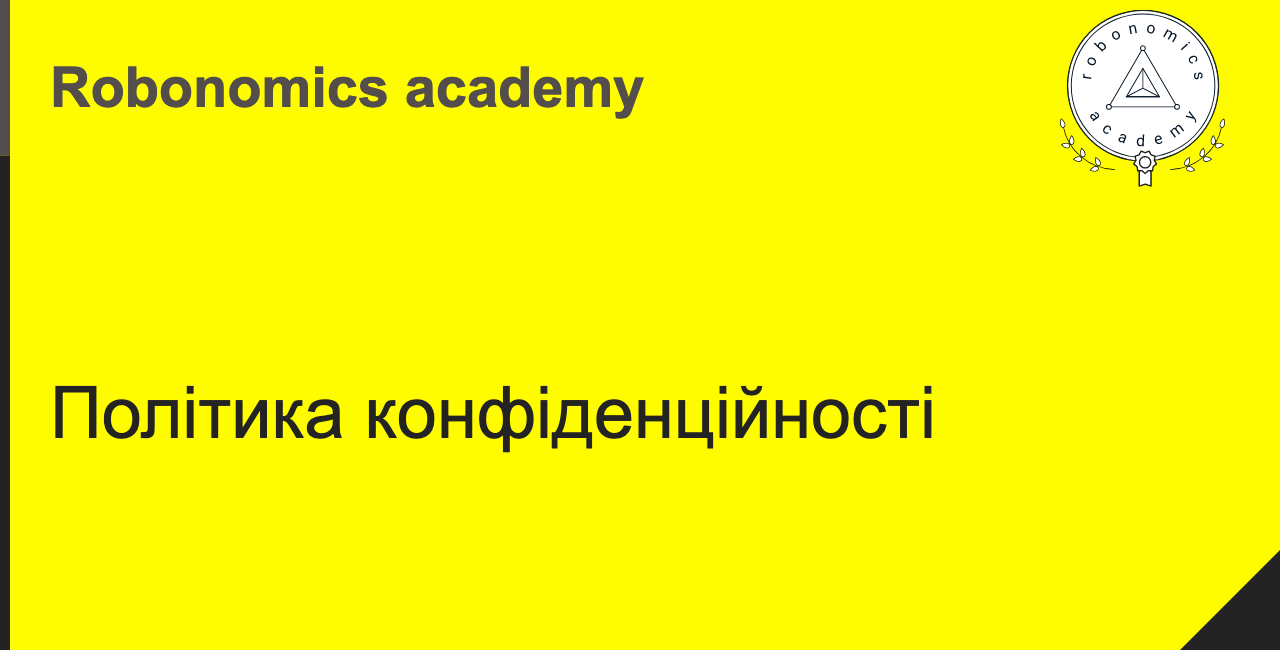 Robonomics academy
robonomics
academy
Політика конфіденційності